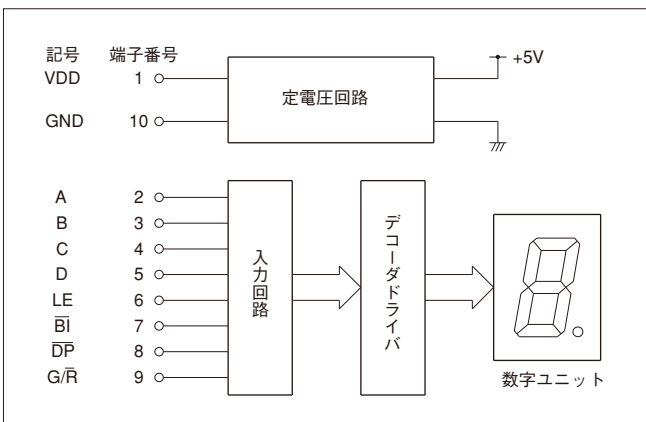 記号 端子番号
VDD 1
GND 10
定電圧回路
+5V
A 2
B 3
C 4
D 5
LE 6
B̅I̅ 7
D̅P̅ 8
G/R̅ 9
入力回路
デコーダドライバ
数字ユニット